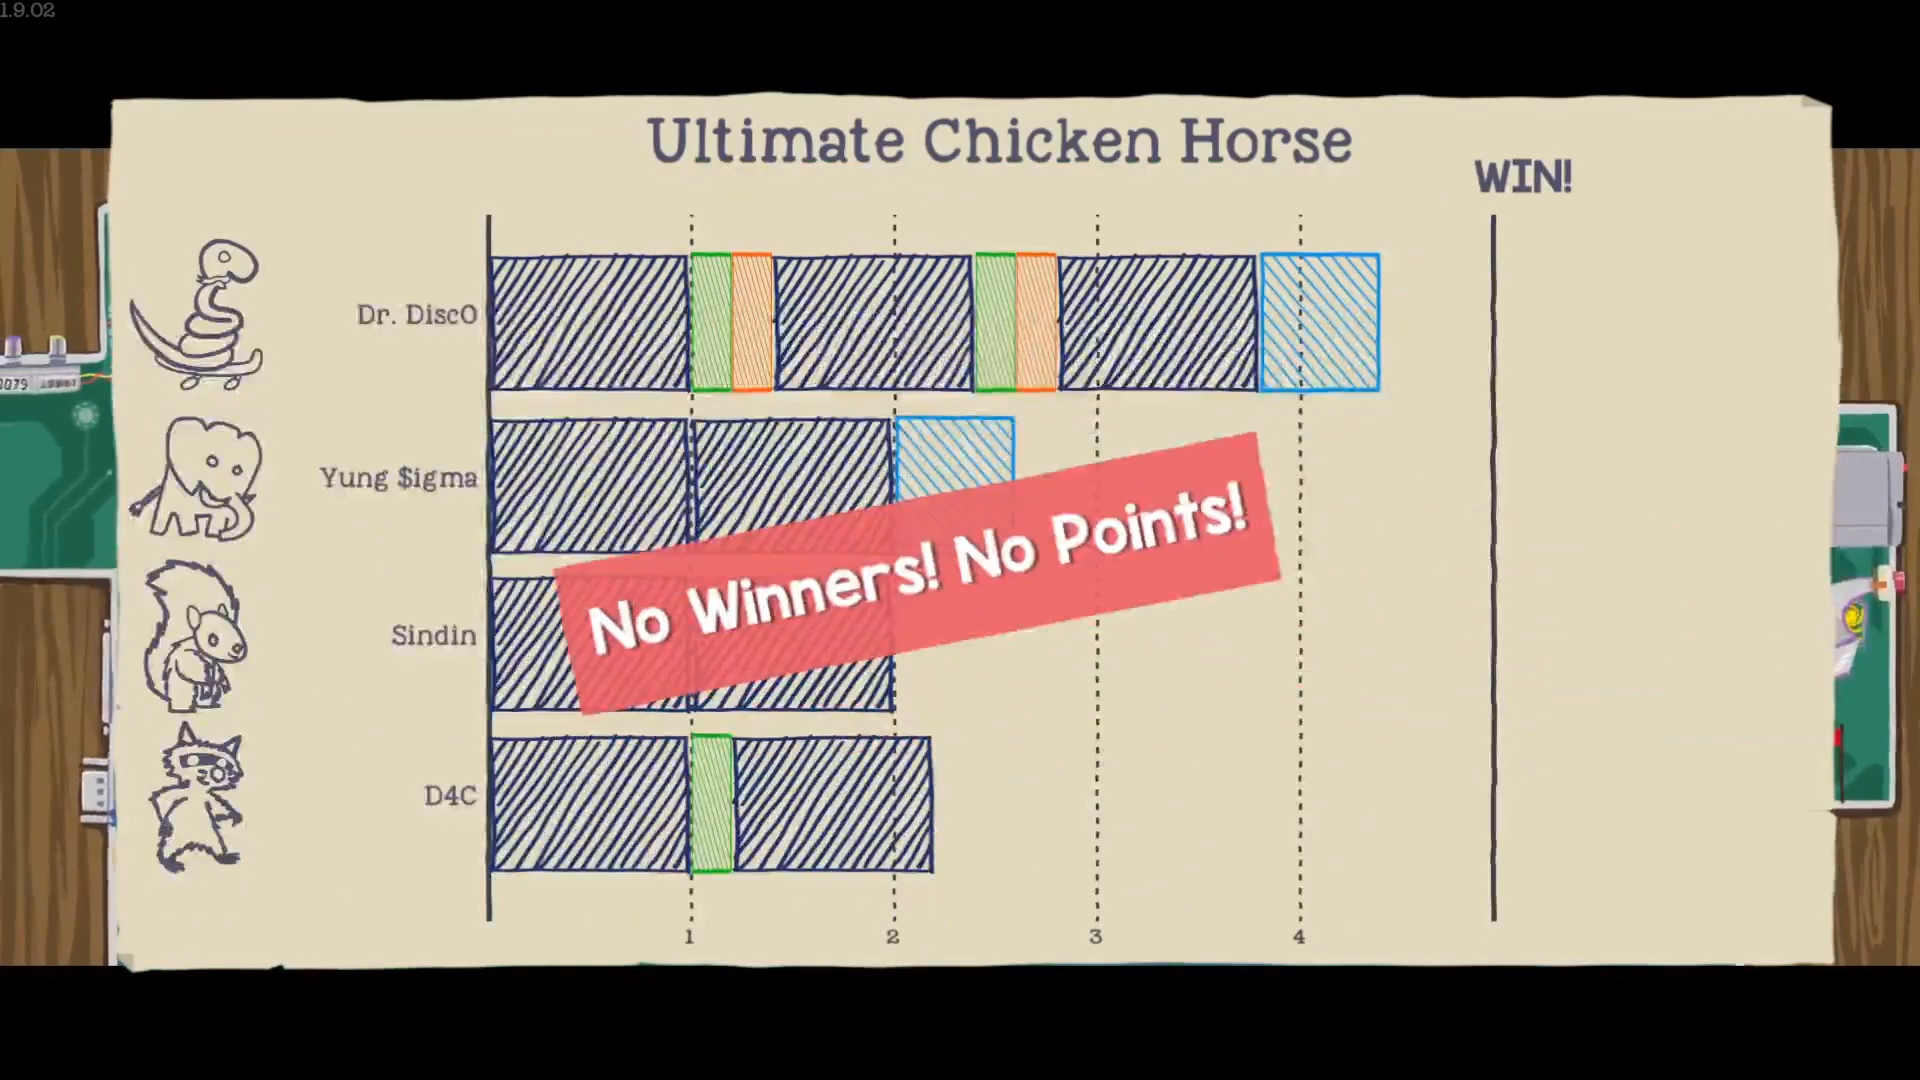 1.9.02
Ultimate Chicken Horse
WIN!
Dr. DiscO
Yung $igma
No Winners! No Points!
Sindin
D4C
1 2 3 4